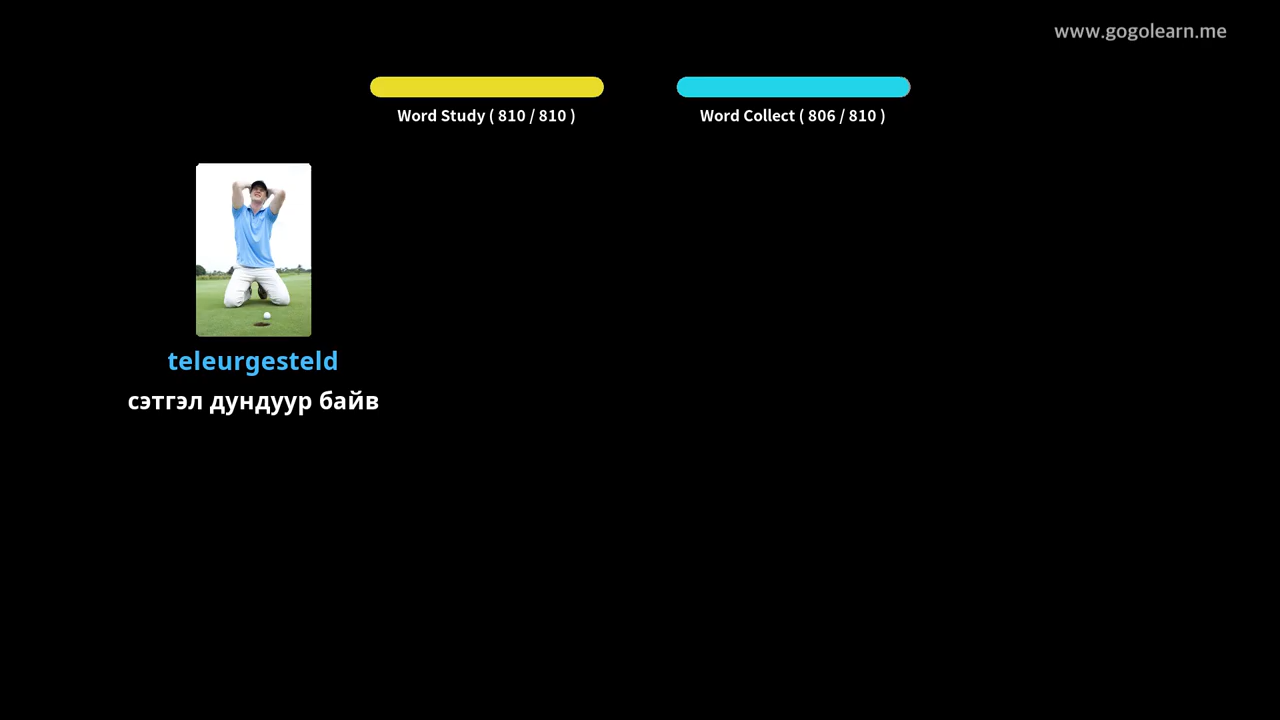 www.gogolearn.me
Word Study ( 810 / 810 )
Word Collect ( 806 / 810 )
teleurgesteld
сэтгэл дундуур байв